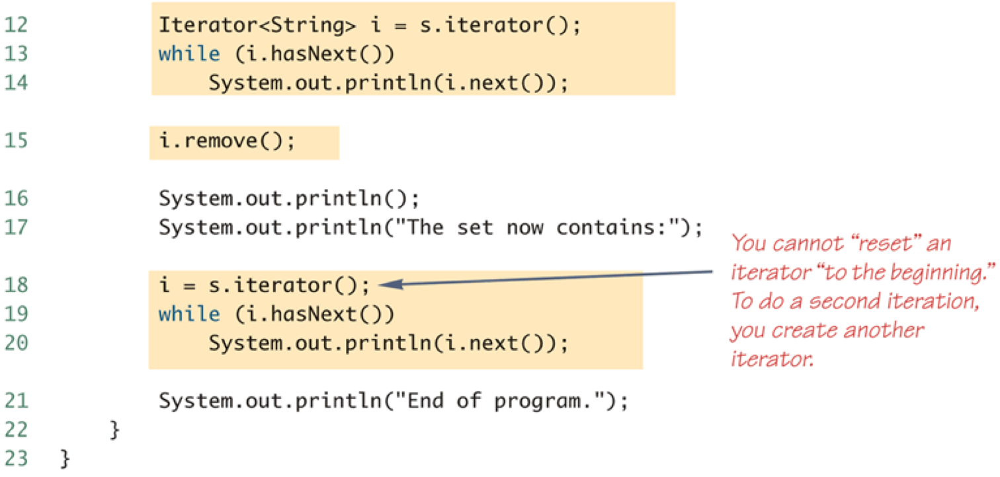 12 Iterator<String> i = s.iterator();
13 while (i.hasNext())
14 System.out.println(i.next());
15 i.remove();
16 System.out.println();
17 System.out.println("The set now contains:");
You cannot “reset” an
iterator “to the beginning.”
To do a second iteration,
you create another
iterator.
18 i = s.iterator();
19 while (i.hasNext())
20 System.out.println(i.next());
21 System.out.println("End of program.");
22 }
23 }